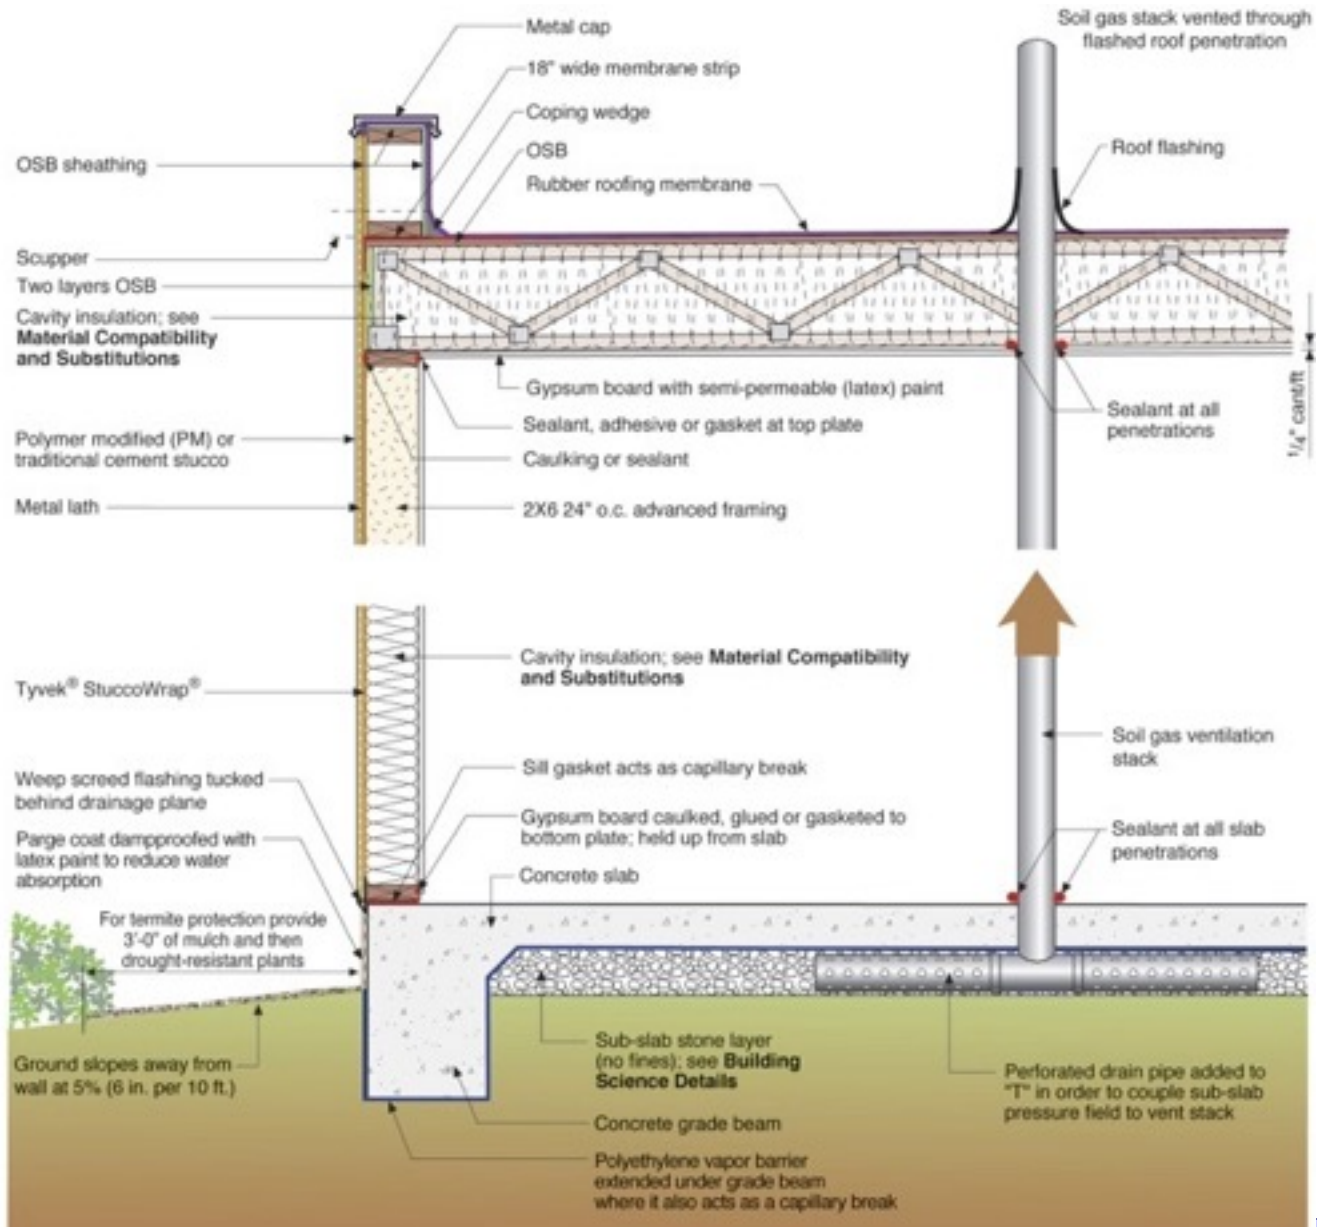 Metal cap
18" wide membrane strip
Coping wedge
OSB
Rubber roofing membrane
Soil gas stack vented through
flashed roof penetration
Roof flashing
OSB sheathing
Scupper
Two layers OSB
Cavity insulation; see
Material Compatibility
and Substitutions
Polymer modified (PM) or
traditional cement stucco
Metal lath
Gypsum board with semi-permeable (latex) paint
Sealant, adhesive or gasket at top plate
Caulking or sealant
2X6 24" o.c. advanced framing
Sealant at all
penetrations
1/4" cant/ft
Cavity insulation; see Material Compatibility
and Substitutions
Tyvek® StuccoWrap®
Soil gas ventilation
stack
Weep screed flashing tucked
behind drainage plane
Sill gasket acts as capillary break
Parge coat dampproofed with
latex paint to reduce water
absorption
Gypsum board caulked, glued or gasketed to
bottom plate; held up from slab
Sealant at all slab
penetrations
Concrete slab
For termite protection provide
3'-0" of mulch and then
drought-resistant plants
Ground slopes away from
wall at 5% (6 in. per 10 ft.)
Sub-slab stone layer
(no fines); see Building
Science Details
Perforated drain pipe added to
"T" in order to couple sub-slab
pressure field to vent stack
Concrete grade beam
Polyethylene vapor barrier
extended under grade beam
where it also acts as a capillary break